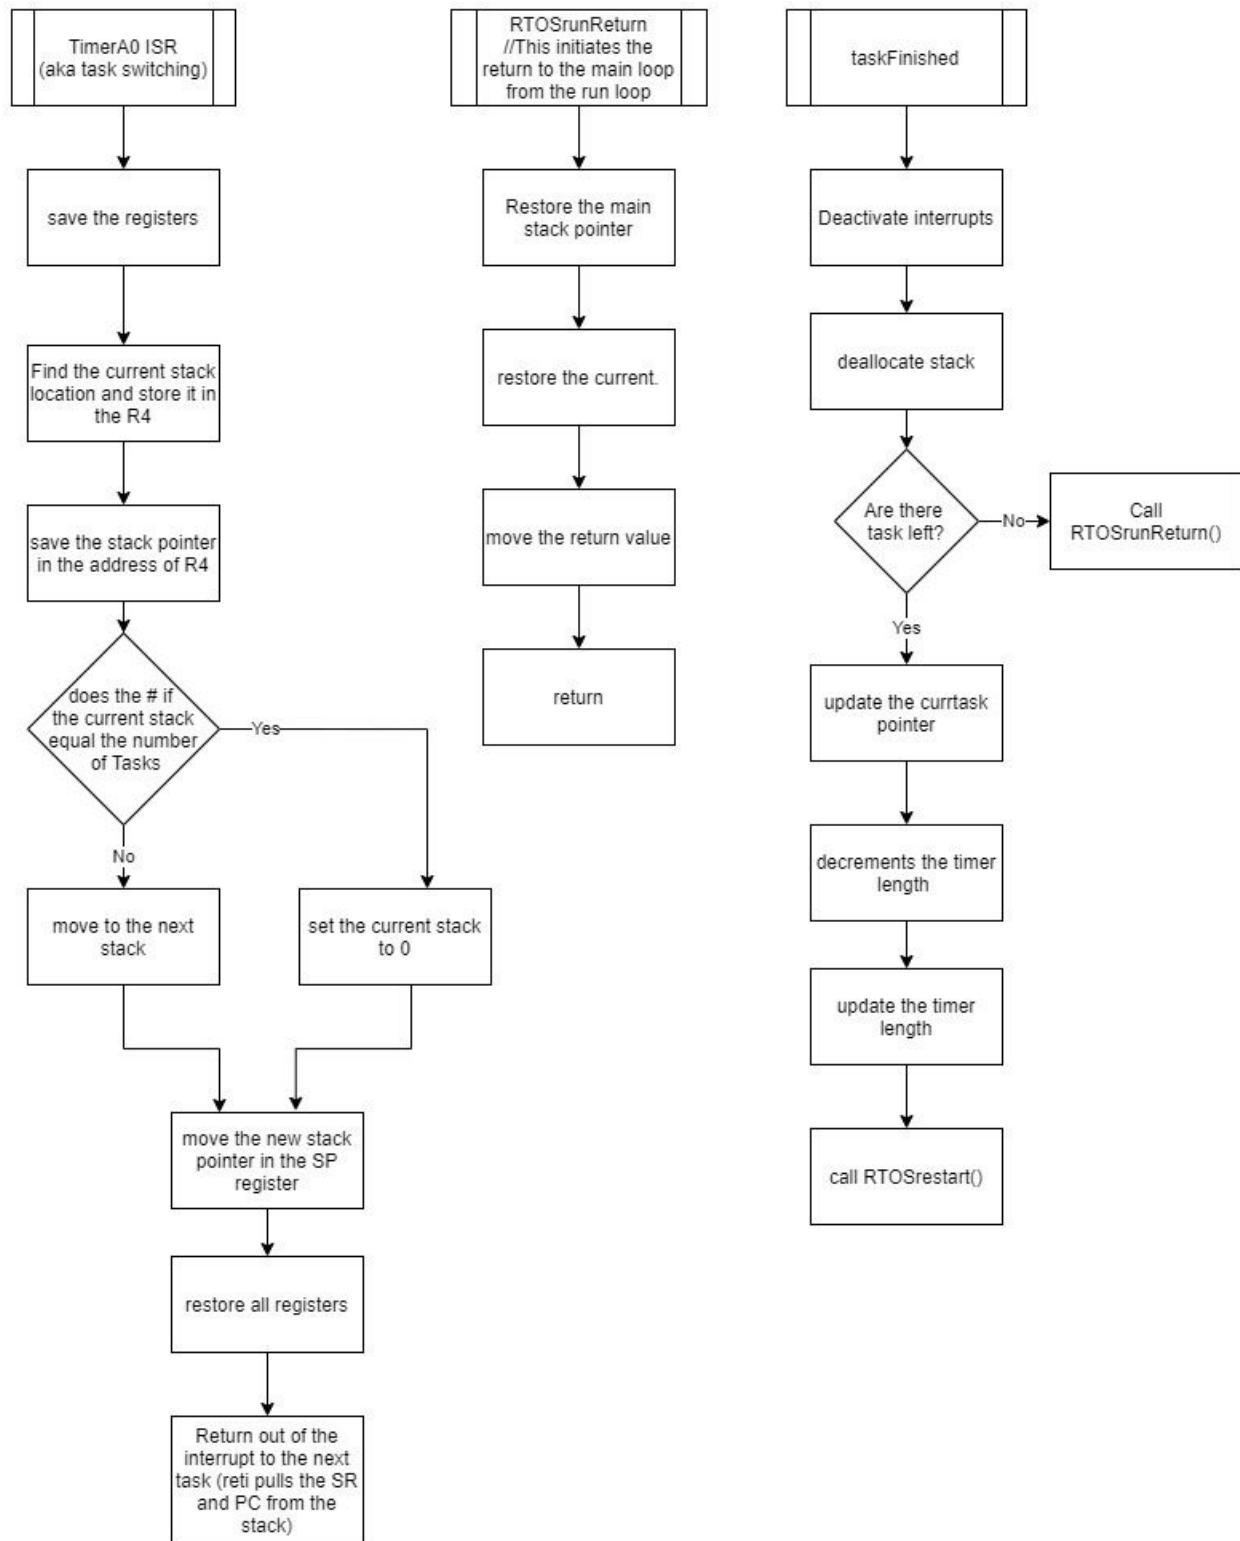 TimerA0 ISR
(aka task switching)
save the registers
Find the current stack
location and store it in
the R4
save the stack pointer
in the address of R4
does the # if
the current stack
equal the number
of Tasks
Yes
No
move to the next
stack
set the current stack
to 0
move the new stack
pointer in the SP
register
restore all registers
Return out of the
interrupt to the next
task (reti pulls the SR
and PC from the
stack)
RTOSrunReturn
//This initiates the
return to the main loop
from the run loop
Restore the main
stack pointer
restore the current.
move the return value
return
taskFinished
Deactivate interrupts
deallocate stack
Are there
task left?
No
Call
RTOSrunReturn()
Yes
update the currtask
pointer
decrements the timer
length
update the timer
length
call RTOSrestart()